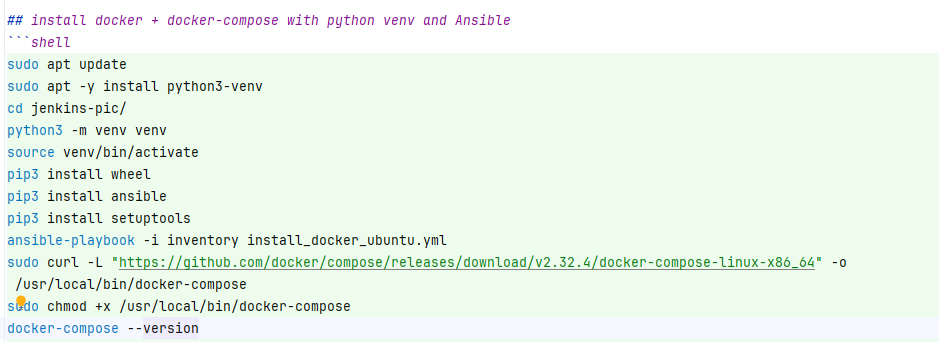 ## install docker + docker-compose with python venv and Ansible
```shell
sudo apt update
sudo apt -y install python3-venv
cd jenkins-pic/
python3 -m venv venv
source venv/bin/activate
pip3 install wheel
pip3 install ansible
pip3 install setuptools
ansible-playbook -i inventory install_docker_ubuntu.yml
sudo curl -L "https://github.com/docker/compose/releases/download/v2.32.4/docker-compose-linux-x86_64" -o
/usr/local/bin/docker-compose
sudo chmod +x /usr/local/bin/docker-compose
docker-compose --version